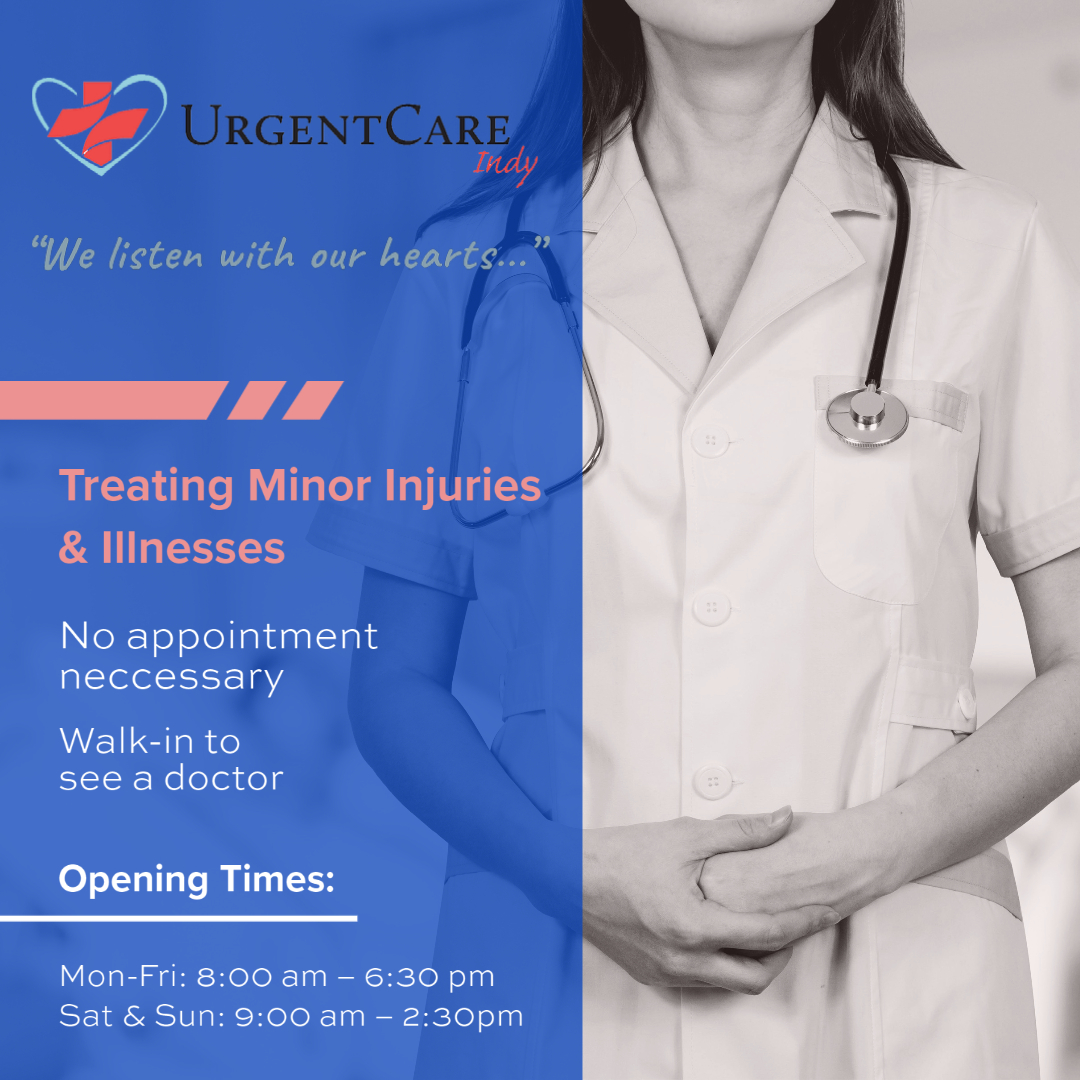 URGENTCARE
Indy
“We listen with our hearts...”
Treating Minor Injuries
& Illnesses
No appointment
neccessary
Walk-in to
see a doctor
Opening Times:
Mon-Fri: 8:00 am – 6:30 pm
Sat & Sun: 9:00 am – 2:30pm